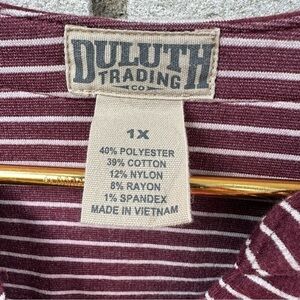 DULUTH
TRADING
CO
1X
40% POLYESTER
39% COTTON
12% NYLON
8% RAYON
1% SPANDEX
MADE IN VIETNAM